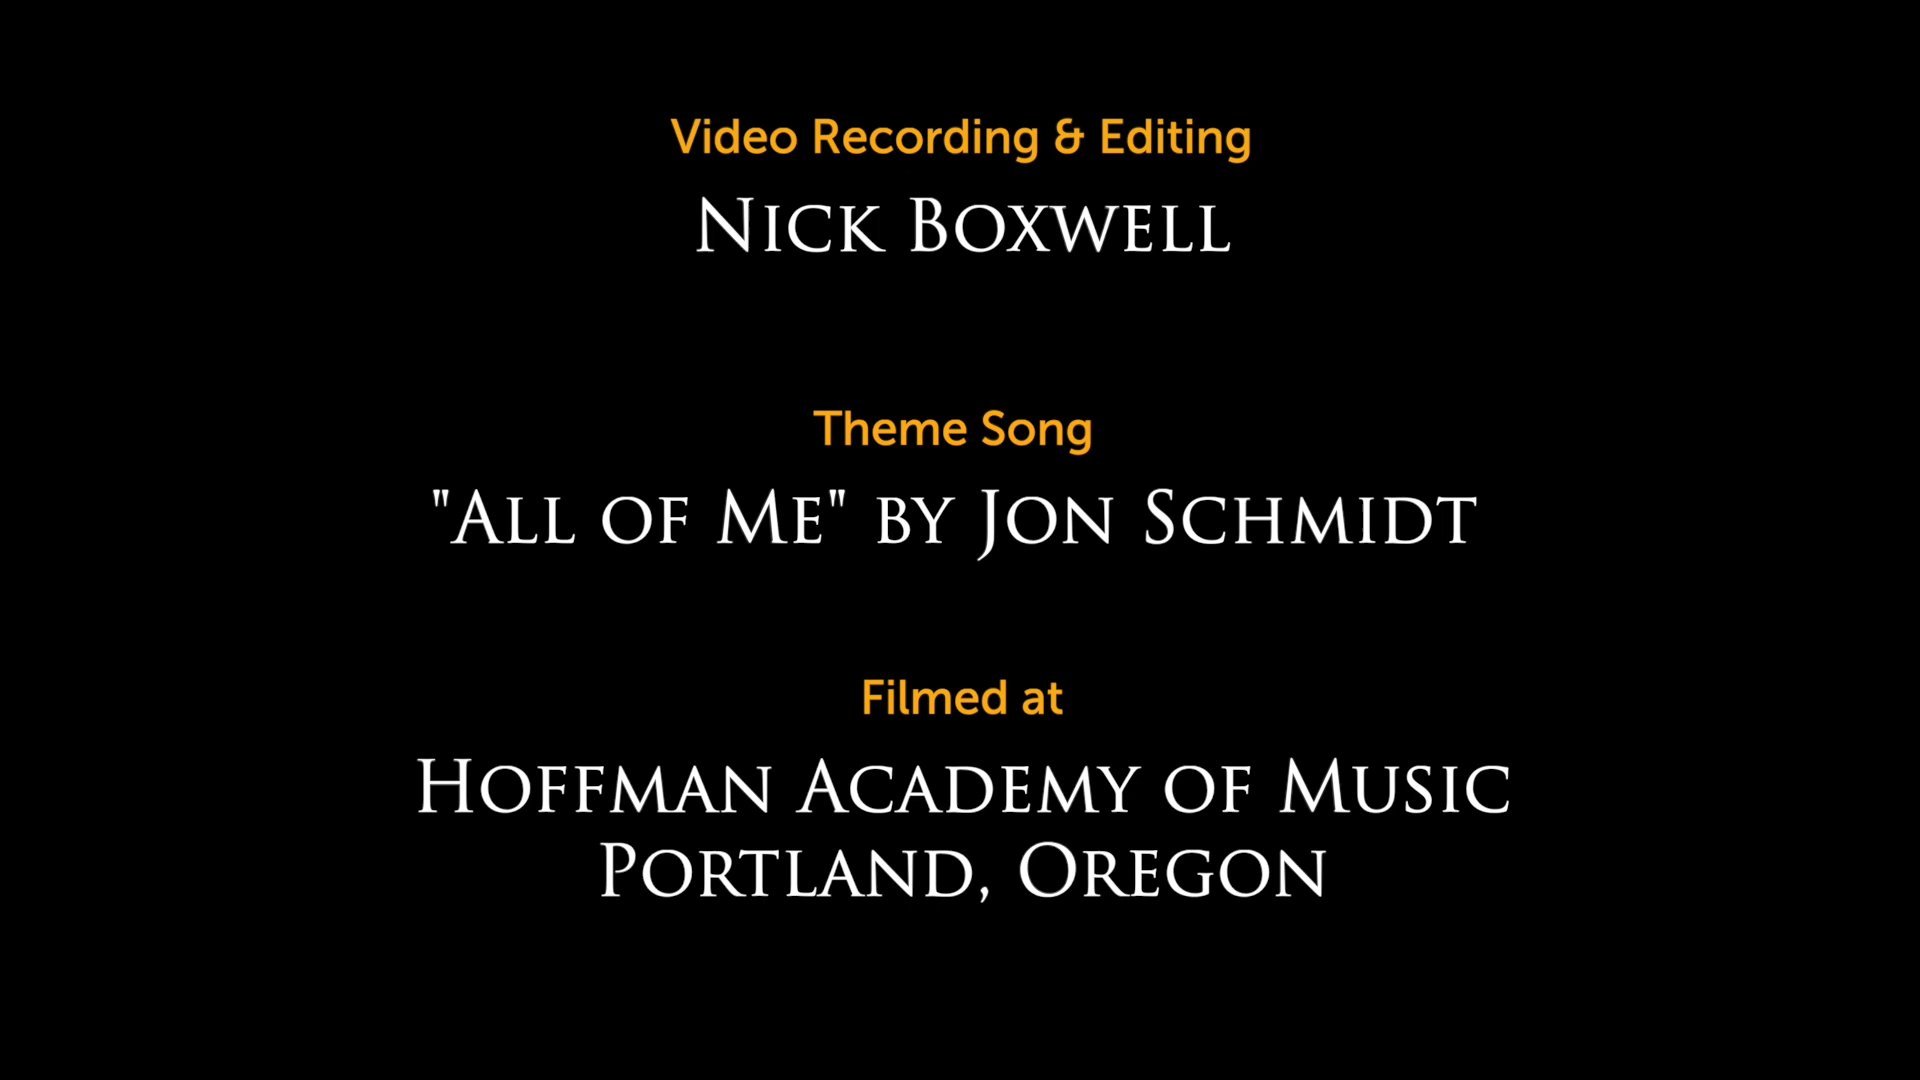 Video Recording & Editing
Nick Boxwell
Theme Song
"All of Me" by Jon Schmidt
Filmed at
Hoffman Academy of Music
Portland, Oregon